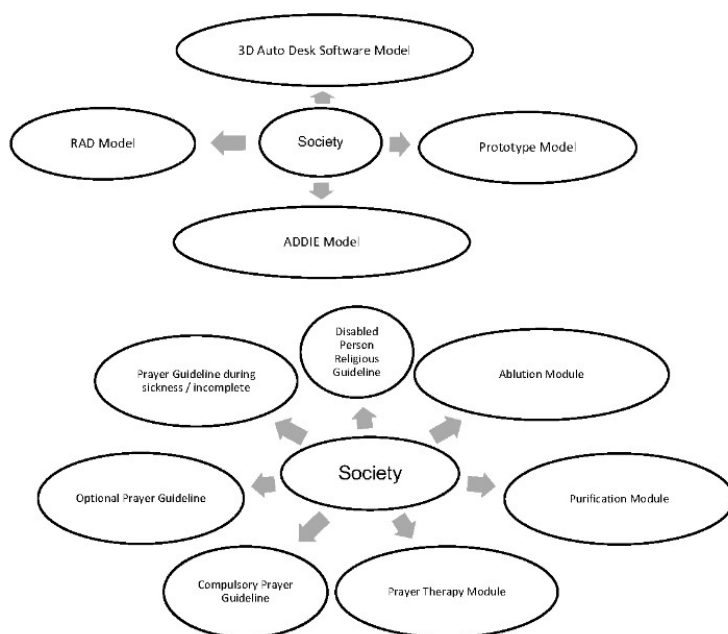 3D Auto Desk Software Model
RAD Model
Society
Prototype Model
ADDIE Model
Disabled
Person
Religious
Guideline
Prayer Guideline during
sickness / incomplete
Ablution Module
Society
Optional Prayer Guideline
Purification Module
Compulsory Prayer
Guideline
Prayer Therapy Module